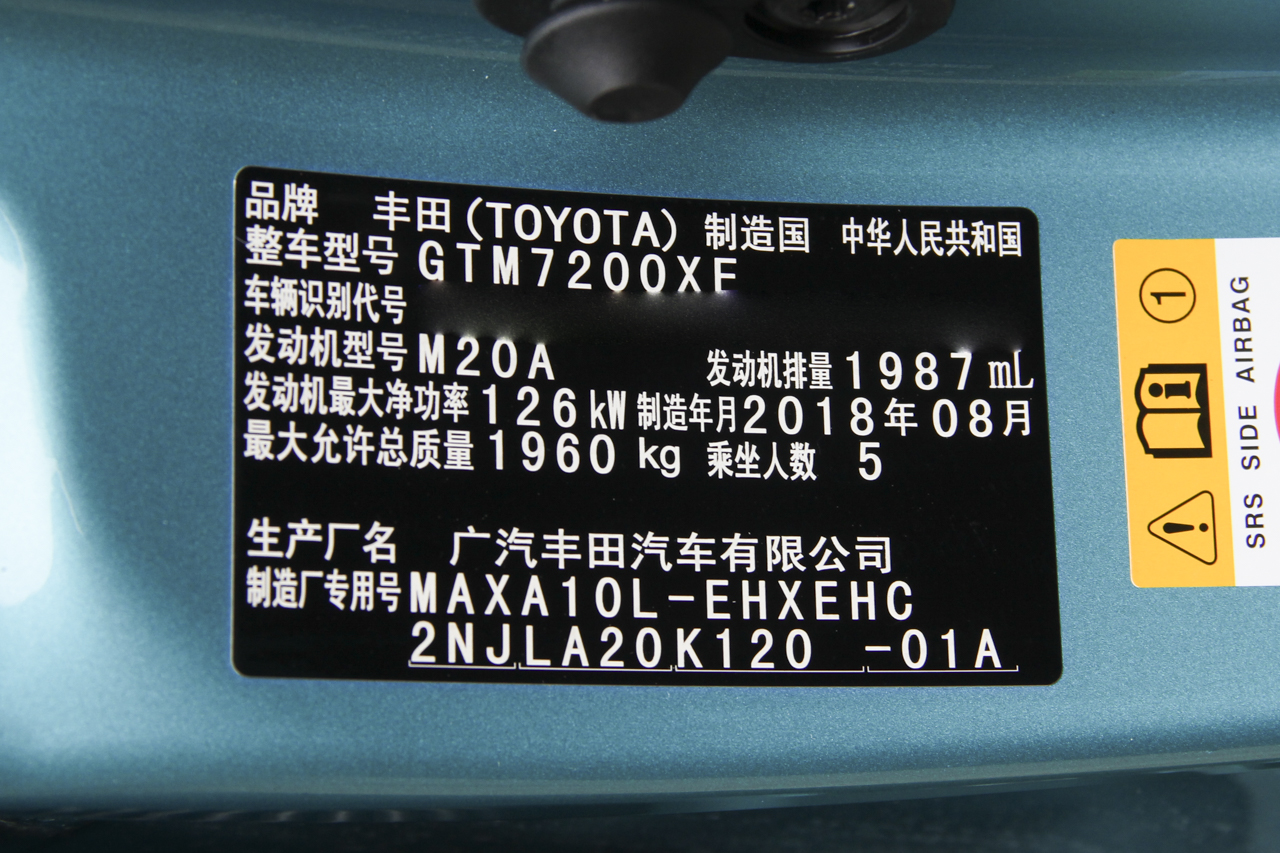 品牌 丰田(TOYOTA) 制造国 中华人民共和国
整车型号 GTM7200XF
车辆识别代号
发动机型号 M20A 发动机排量 1987 mL
发动机最大净功率 126 kW 制造年月 2018年08月
最大允许总质量 1960 kg 乘坐人数 5
生产厂名 广汽丰田汽车有限公司
制造厂专用号 MAXA10L-EHXEHC
2NJLA20K120 -01A
1
i
!
SRS SIDE AIRBAG